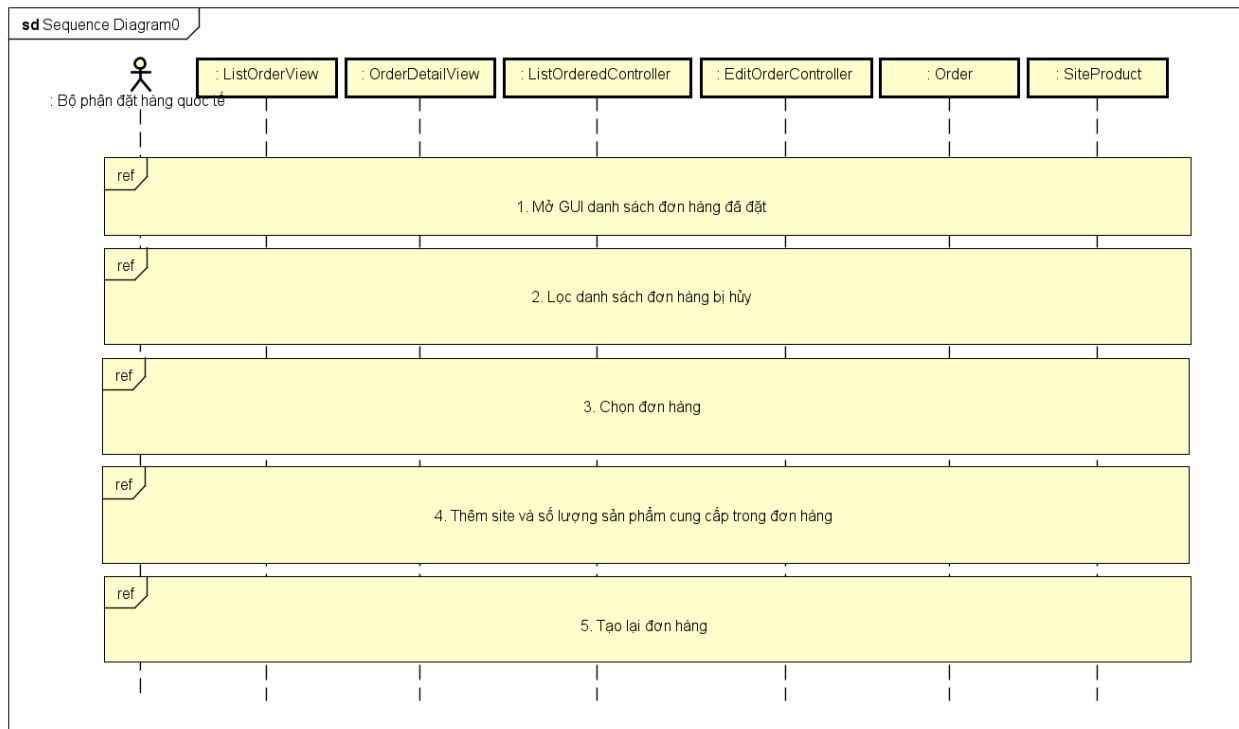 sd Sequence Diagram0
: Bộ phận đặt hàng quốc tế
: ListOrderView
: OrderDetailView
: ListOrderedController
: EditOrderController
: Order
: SiteProduct
ref
1. Mở GUI danh sách đơn hàng đã đặt
ref
2. Lọc danh sách đơn hàng bị hủy
ref
3. Chọn đơn hàng
ref
4. Thêm site và số lượng sản phẩm cung cấp trong đơn hàng
ref
5. Tạo lại đơn hàng